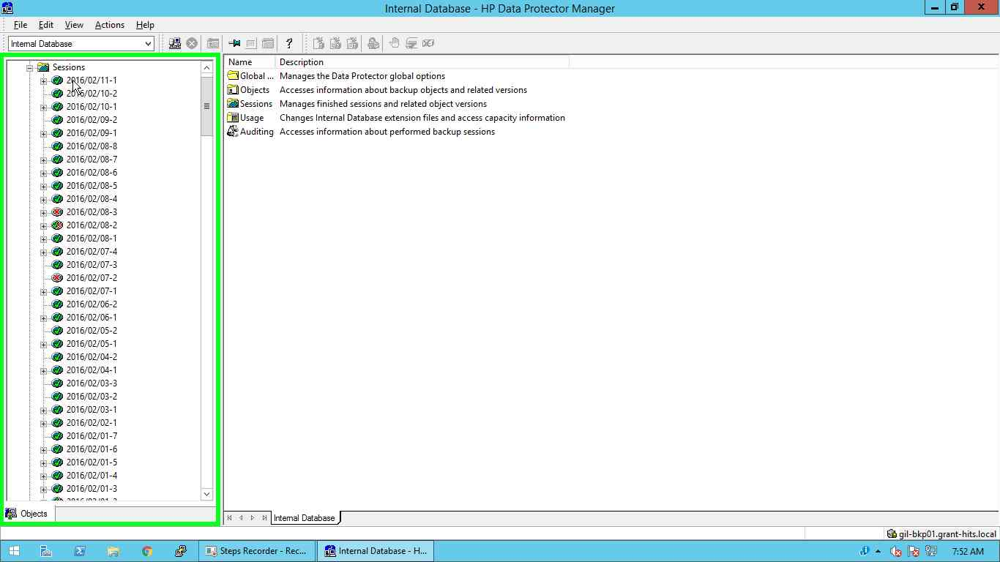 Internal Database - HP Data Protector Manager
File Edit View Actions Help
Internal Database
Sessions
2016/02/11-1
2016/02/10-2
2016/02/10-1
2016/02/09-2
2016/02/09-1
2016/02/08-8
2016/02/08-7
2016/02/08-6
2016/02/08-5
2016/02/08-4
2016/02/08-3
2016/02/08-2
2016/02/08-1
2016/02/07-4
2016/02/07-3
2016/02/07-2
2016/02/07-1
2016/02/06-2
2016/02/06-1
2016/02/05-2
2016/02/05-1
2016/02/04-2
2016/02/04-1
2016/02/03-3
2016/02/03-2
2016/02/03-1
2016/02/02-1
2016/02/01-7
2016/02/01-6
2016/02/01-5
2016/02/01-4
2016/02/01-3
Objects
Name Description
Global ... Manages the Data Protector global options
Objects Accesses information about backup objects and related versions
Sessions Manages finished sessions and related object versions
Usage Changes Internal Database extension files and access capacity information
Auditing Accesses information about performed backup sessions
Internal Database
gil-bkp01.grant-hits.local
Steps Recorder - Rec...
Internal Database - H...
7:52 AM